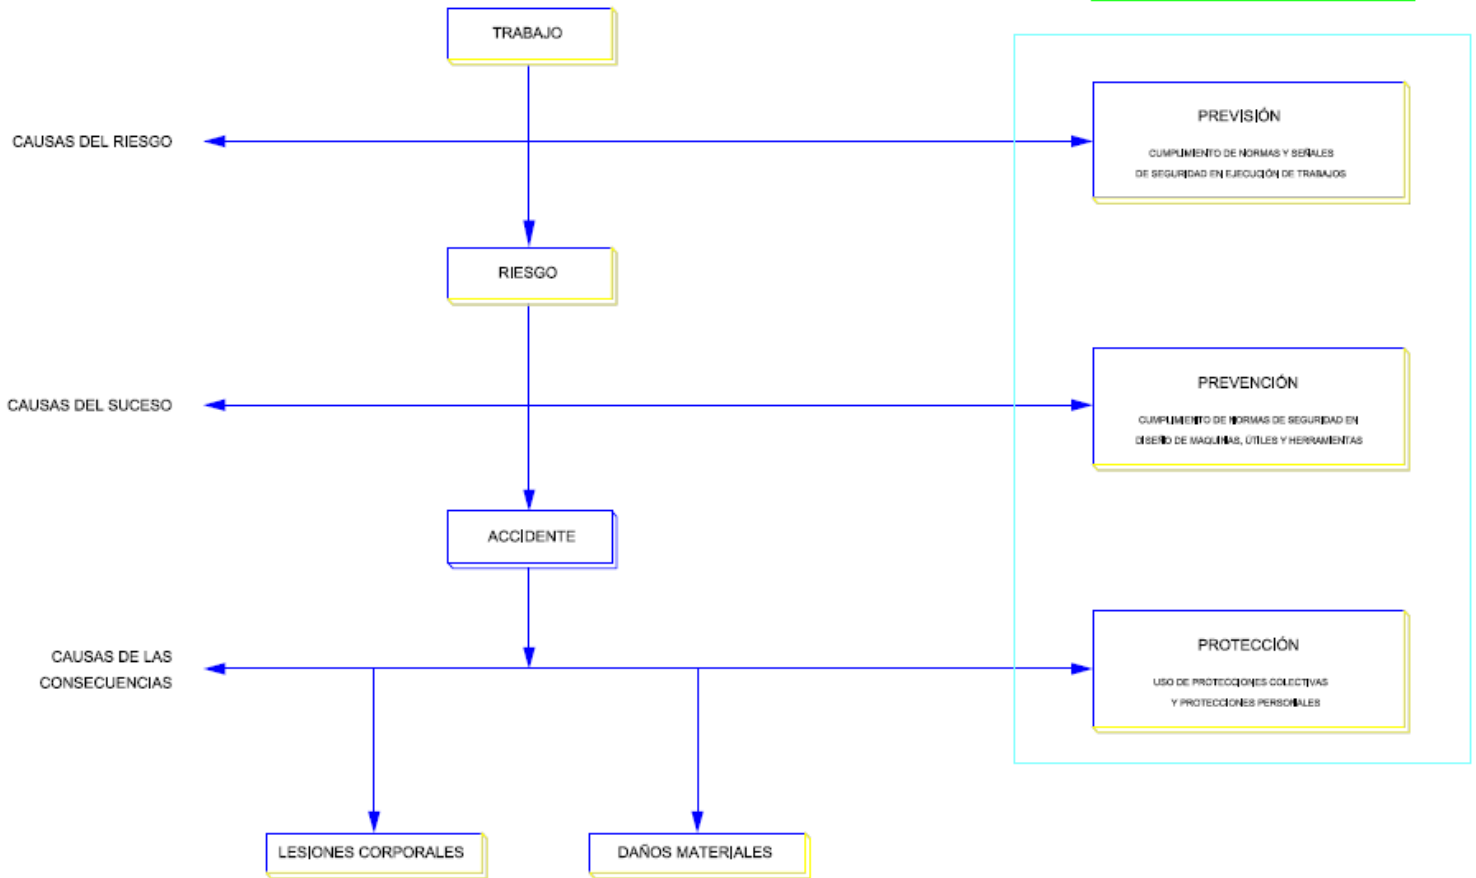 TRABAJO
CAUSAS DEL RIESGO
PREVISIÓN
CUMPLIMIENTO DE NORMAS Y SEÑALES
DE SEGURIDAD EN EJECUCIÓN DE TRABAJOS
RIESGO
CAUSAS DEL SUCESO
PREVENCIÓN
CUMPLIMIENTO DE NORMAS DE SEGURIDAD EN
DISEÑO DE MAQUINAS, ÚTILES Y HERRAMIENTAS
ACCIDENTE
CAUSAS DE LAS
CONSECUENCIAS
PROTECCIÓN
USO DE PROTECCIONES COLECTIVAS
Y PROTECCIONES PERSONALES
LESIONES CORPORALES
DAÑOS MATERIALES